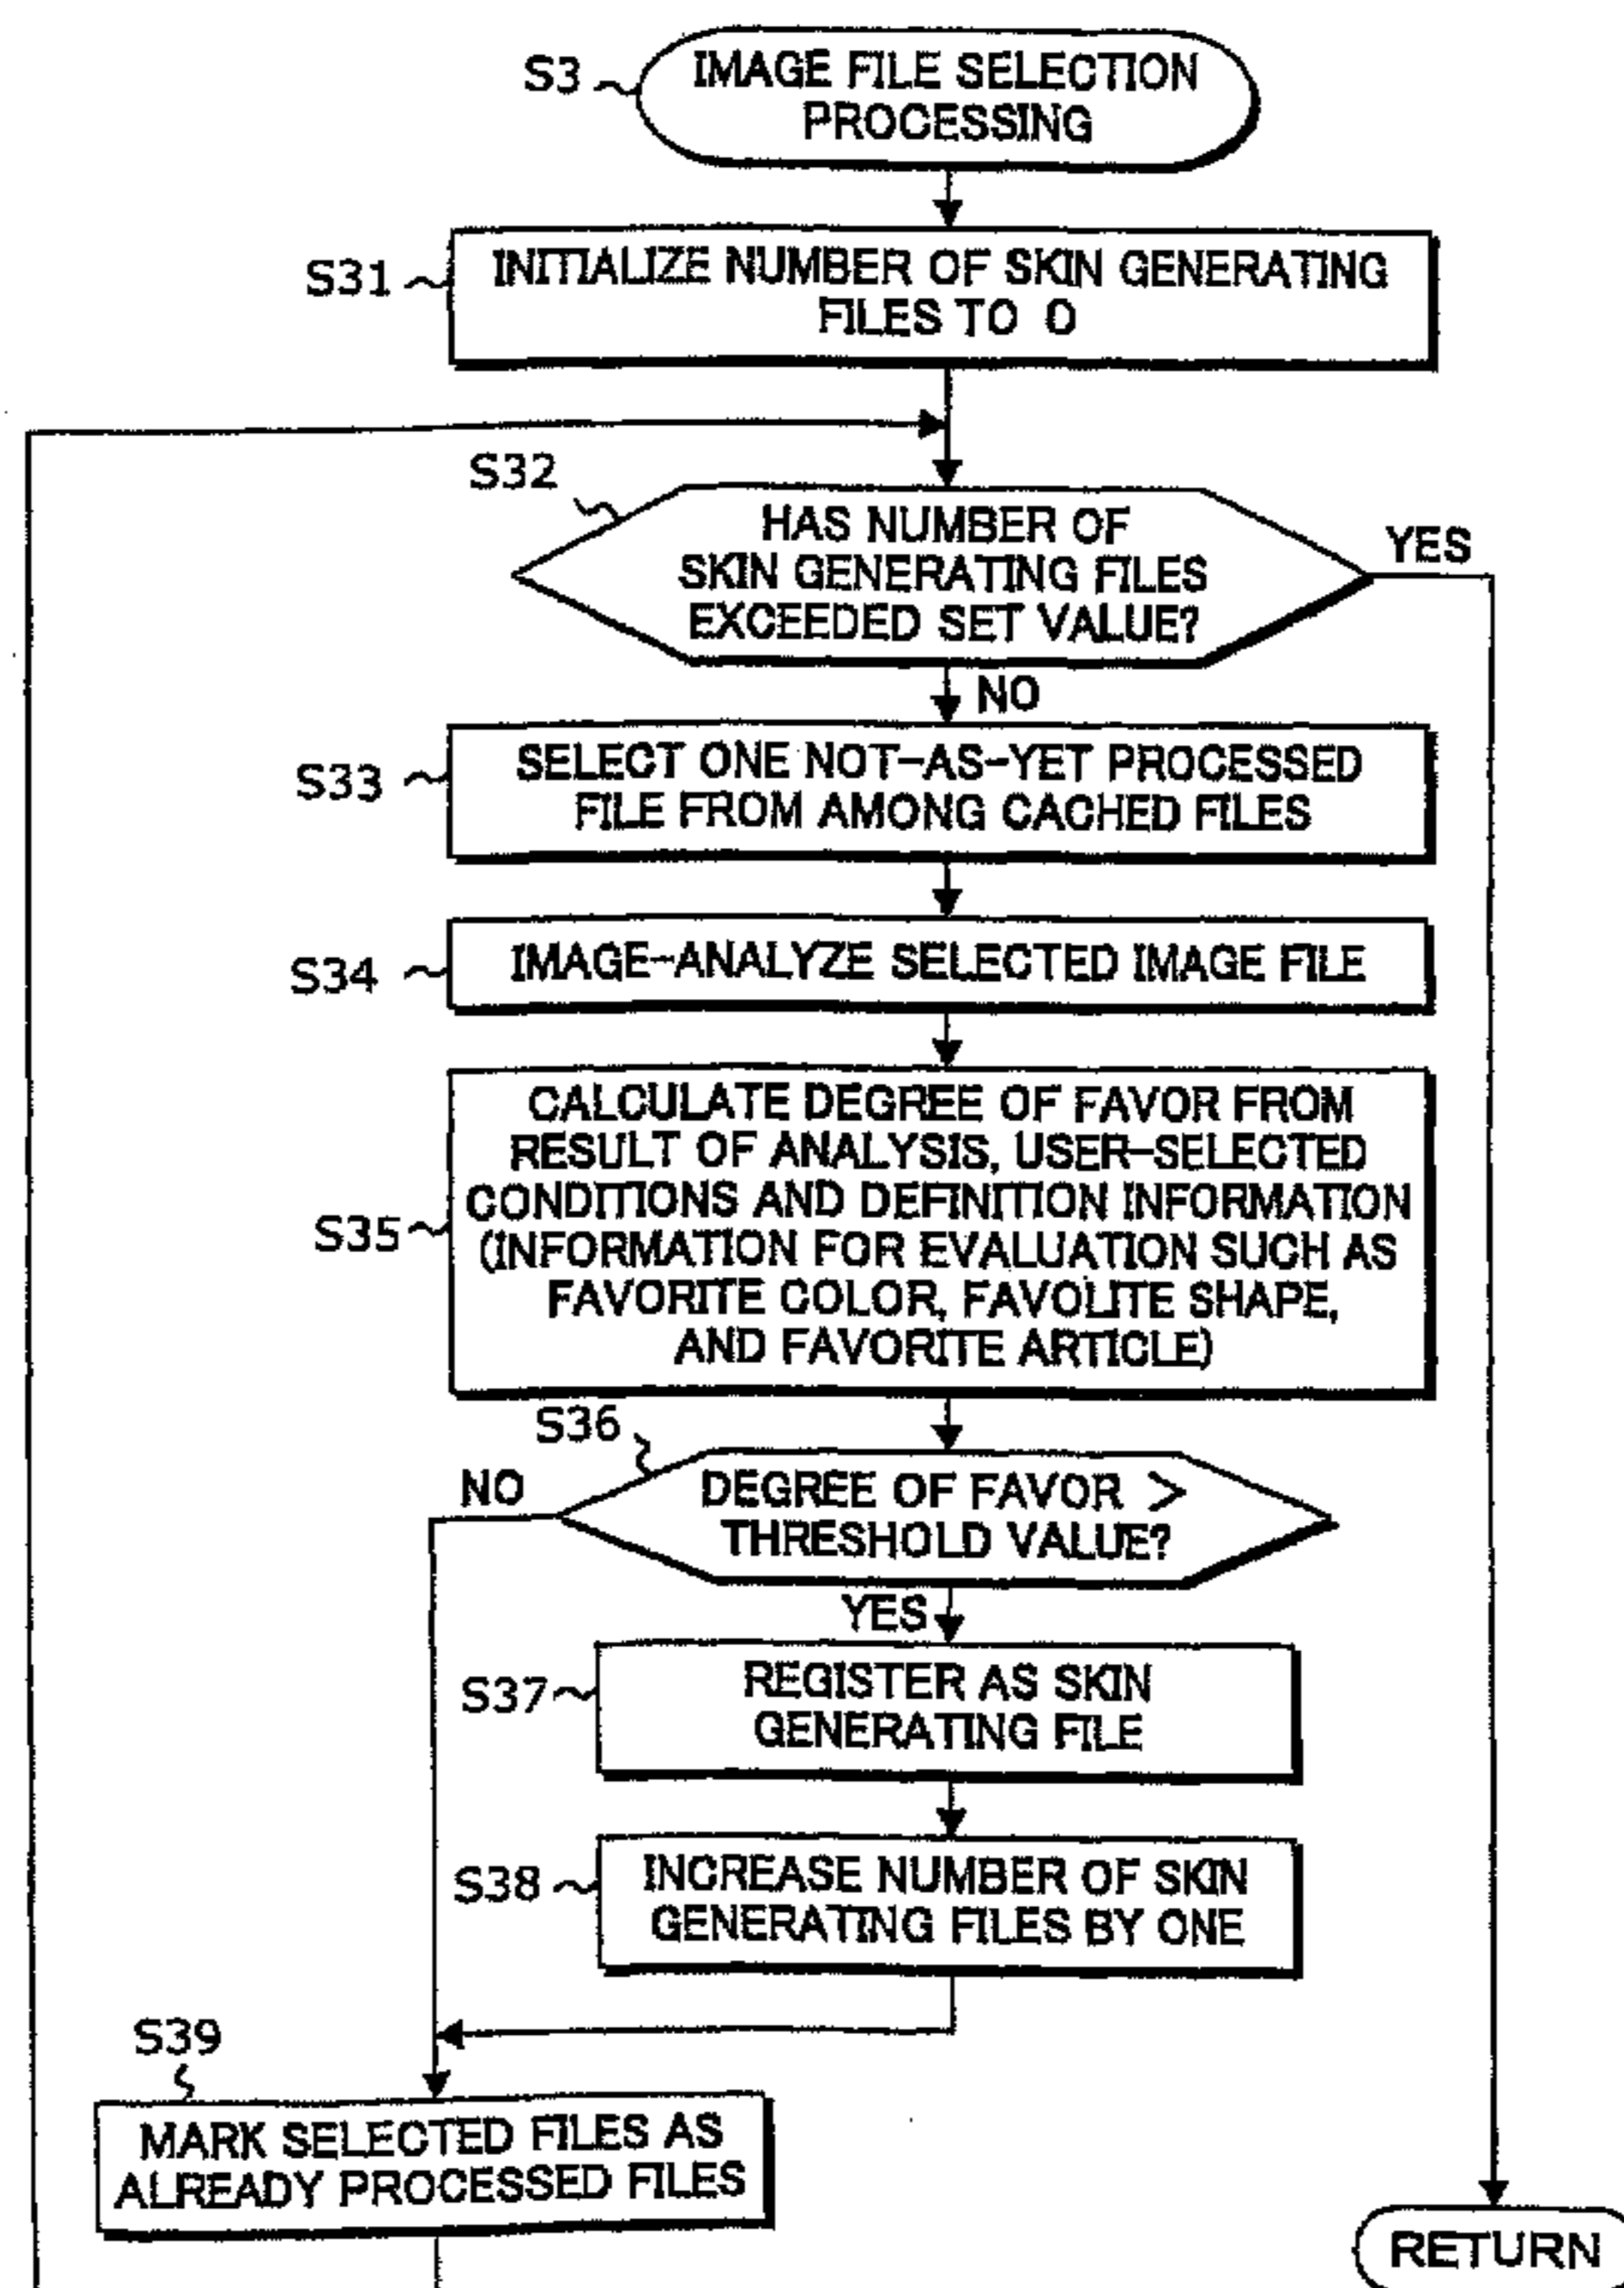 S3
IMAGE FILE SELECTION
PROCESSING
S31
INITIALIZE NUMBER OF SKIN GENERATING
FILES TO 0
S32
HAS NUMBER OF
SKIN GENERATING FILES
EXCEEDED SET VALUE?
YES
NO
S33
SELECT ONE NOT-AS-YET PROCESSED
FILE FROM AMONG CACHED FILES
S34
IMAGE-ANALYZE SELECTED IMAGE FILE
S35
CALCULATE DEGREE OF FAVOR FROM
RESULT OF ANALYSIS, USER-SELECTED
CONDITIONS AND DEFINITION INFORMATION
(INFORMATION FOR EVALUATION SUCH AS
FAVORITE COLOR, FAVOLITE SHAPE,
AND FAVORITE ARTICLE)
S36
NO
DEGREE OF FAVOR >
THRESHOLD VALUE?
YES
S37
REGISTER AS SKIN
GENERATING FILE
S38
INCREASE NUMBER OF SKIN
GENERATING FILES BY ONE
S39
MARK SELECTED FILES AS
ALREADY PROCESSED FILES
RETURN